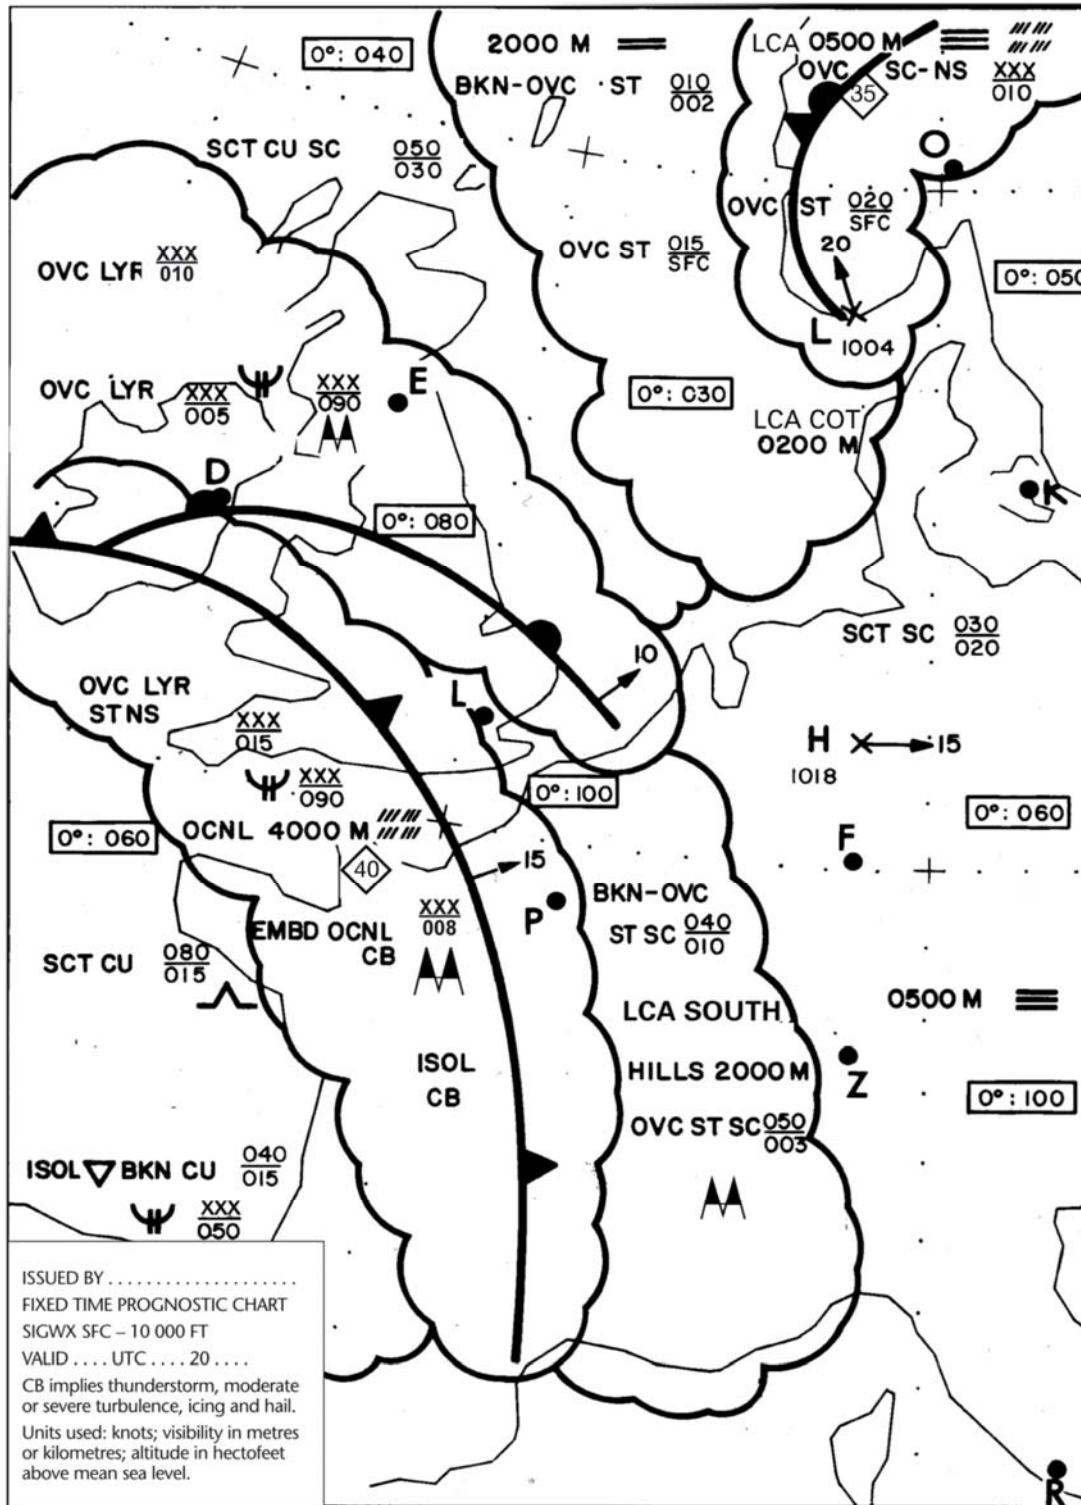 0°: 040
2000 M
BKN-OVC ST 010
002
LCA 0500 M
OVC SC-NS XXX
010
35
SCT CU SC 050
030
O
OVC ST 020
SFC
OVC LYR XXX
010
OVC ST 015
SFC
20
0°: 050
L 1004
OVC LYR XXX
005
XXX
090
E
0°: 030
LCA COT
0200 M
D
K
0°: 080
SCT SC 030
020
10
OVC LYR
ST NS
L
XXX
015
H 15
1018
XXX
090
0°: 100
0°: 060
0°: 060
OCNL 4000 M
F
40
15
BKN-OVC
ST SC 040
010
P
EMBD OCNL
CB
XXX
008
SCT CU 080
015
LCA SOUTH
HILLS 2000 M
OVC ST SC 050
003
0500 M
ISOL
CB
Z
0°: 100
ISOL BKN CU 040
015
XXX
050
ISSUED BY . . . . . . . . . . . . . . . . . . . .
FIXED TIME PROGNOSTIC CHART
SIGWX SFC – 10 000 FT
VALID . . . . UTC . . . . 20 . . . .
CB implies thunderstorm, moderate
or severe turbulence, icing and hail.
Units used: knots; visibility in metres
or kilometres; altitude in hectofeet
above mean sea level.
R